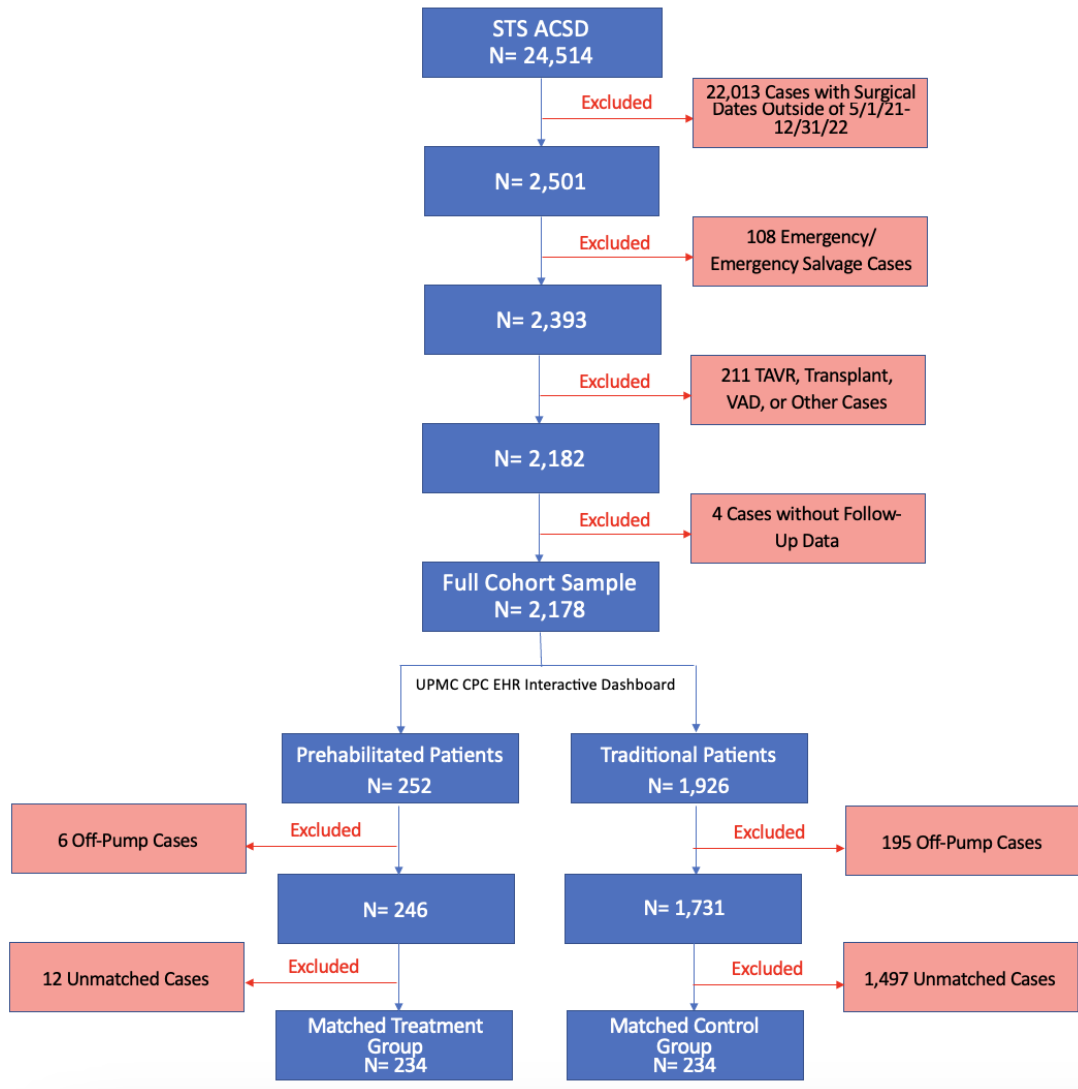 STS ACSD
N= 24,514
Excluded
22,013 Cases with Surgical
Dates Outside of 5/1/21-
12/31/22
N= 2,501
Excluded
108 Emergency/
Emergency Salvage Cases
N= 2,393
Excluded
211 TAVR, Transplant,
VAD, or Other Cases
N= 2,182
Excluded
4 Cases without Follow-
Up Data
Full Cohort Sample
N= 2,178
UPMC CPC EHR Interactive Dashboard
Prehabilitated Patients
N= 252
Traditional Patients
N= 1,926
6 Off-Pump Cases
Excluded
Excluded
195 Off-Pump Cases
N= 246
N= 1,731
12 Unmatched Cases
Excluded
Excluded
1,497 Unmatched Cases
Matched Treatment
Group
N= 234
Matched Control
Group
N= 234